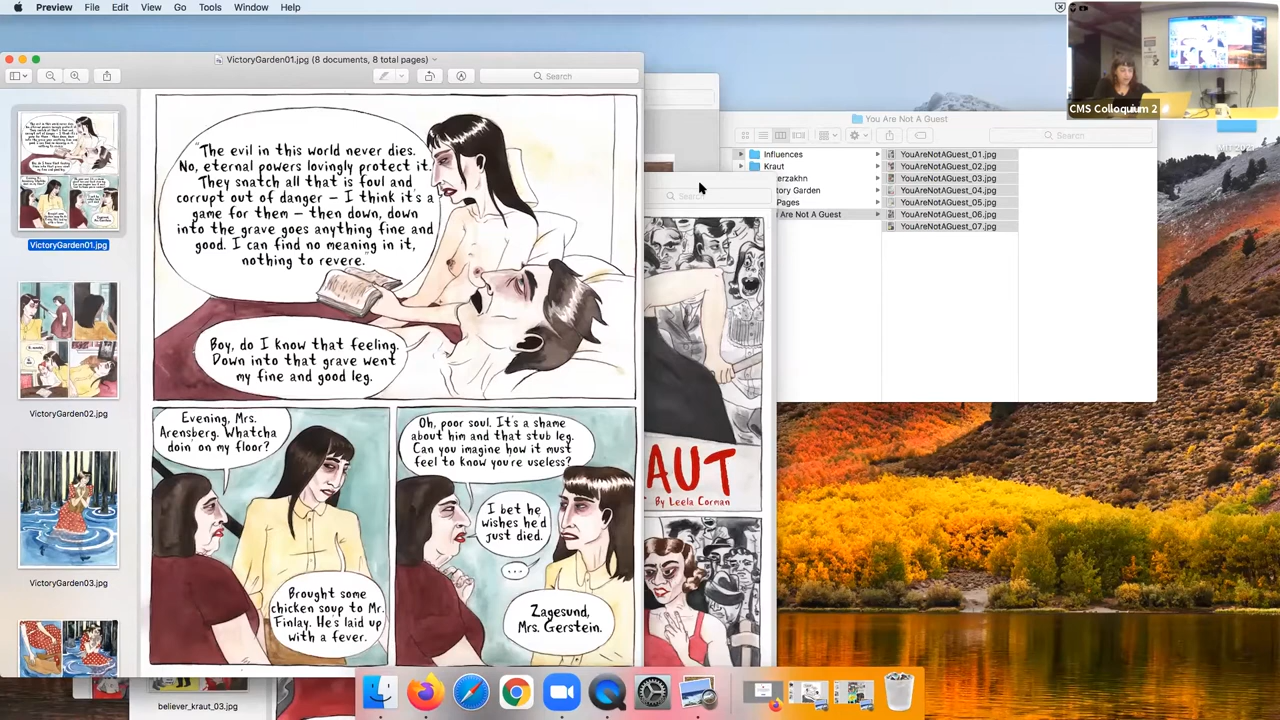 Preview File Edit View Go Tools Window Help
CMS Colloquium 2
VictoryGarden01.jpg (8 documents, 8 total pages)
Search
VictoryGarden01.jpg
VictoryGarden02.jpg
VictoryGarden03.jpg
"The evil in this world never dies.
No, eternal powers lovingly protect it.
They snatch all that is foul and
corrupt out of danger – I think it's a
game for them – then down, down
into the grave goes anything fine and
good. I can find no meaning in it,
nothing to revere."
Boy, do I know that feeling.
Down into that grave went
my fine and good leg.
Evening, Mrs.
Arensberg. Whatcha
doin' on my floor?
Brought some
chicken soup to Mr.
Finlay. He's laid up
with a fever.
Oh, poor soul. It's a shame
about him and that stub leg.
Can you imagine how it must
feel to know you're useless?
I bet he
wishes he'd
just died.
...
Zagesund,
Mrs. Gerstein.
Search
AUT
By Leela Corman
You Are Not A Guest
Search
Influences
Kraut
terzakhn
tory Garden
Pages
Are Not A Guest
YouAreNotAGuest_01.jpg
YouAreNotAGuest_02.jpg
YouAreNotAGuest_03.jpg
YouAreNotAGuest_04.jpg
YouAreNotAGuest_05.jpg
YouAreNotAGuest_06.jpg
YouAreNotAGuest_07.jpg
believer_kraut_03.jpg